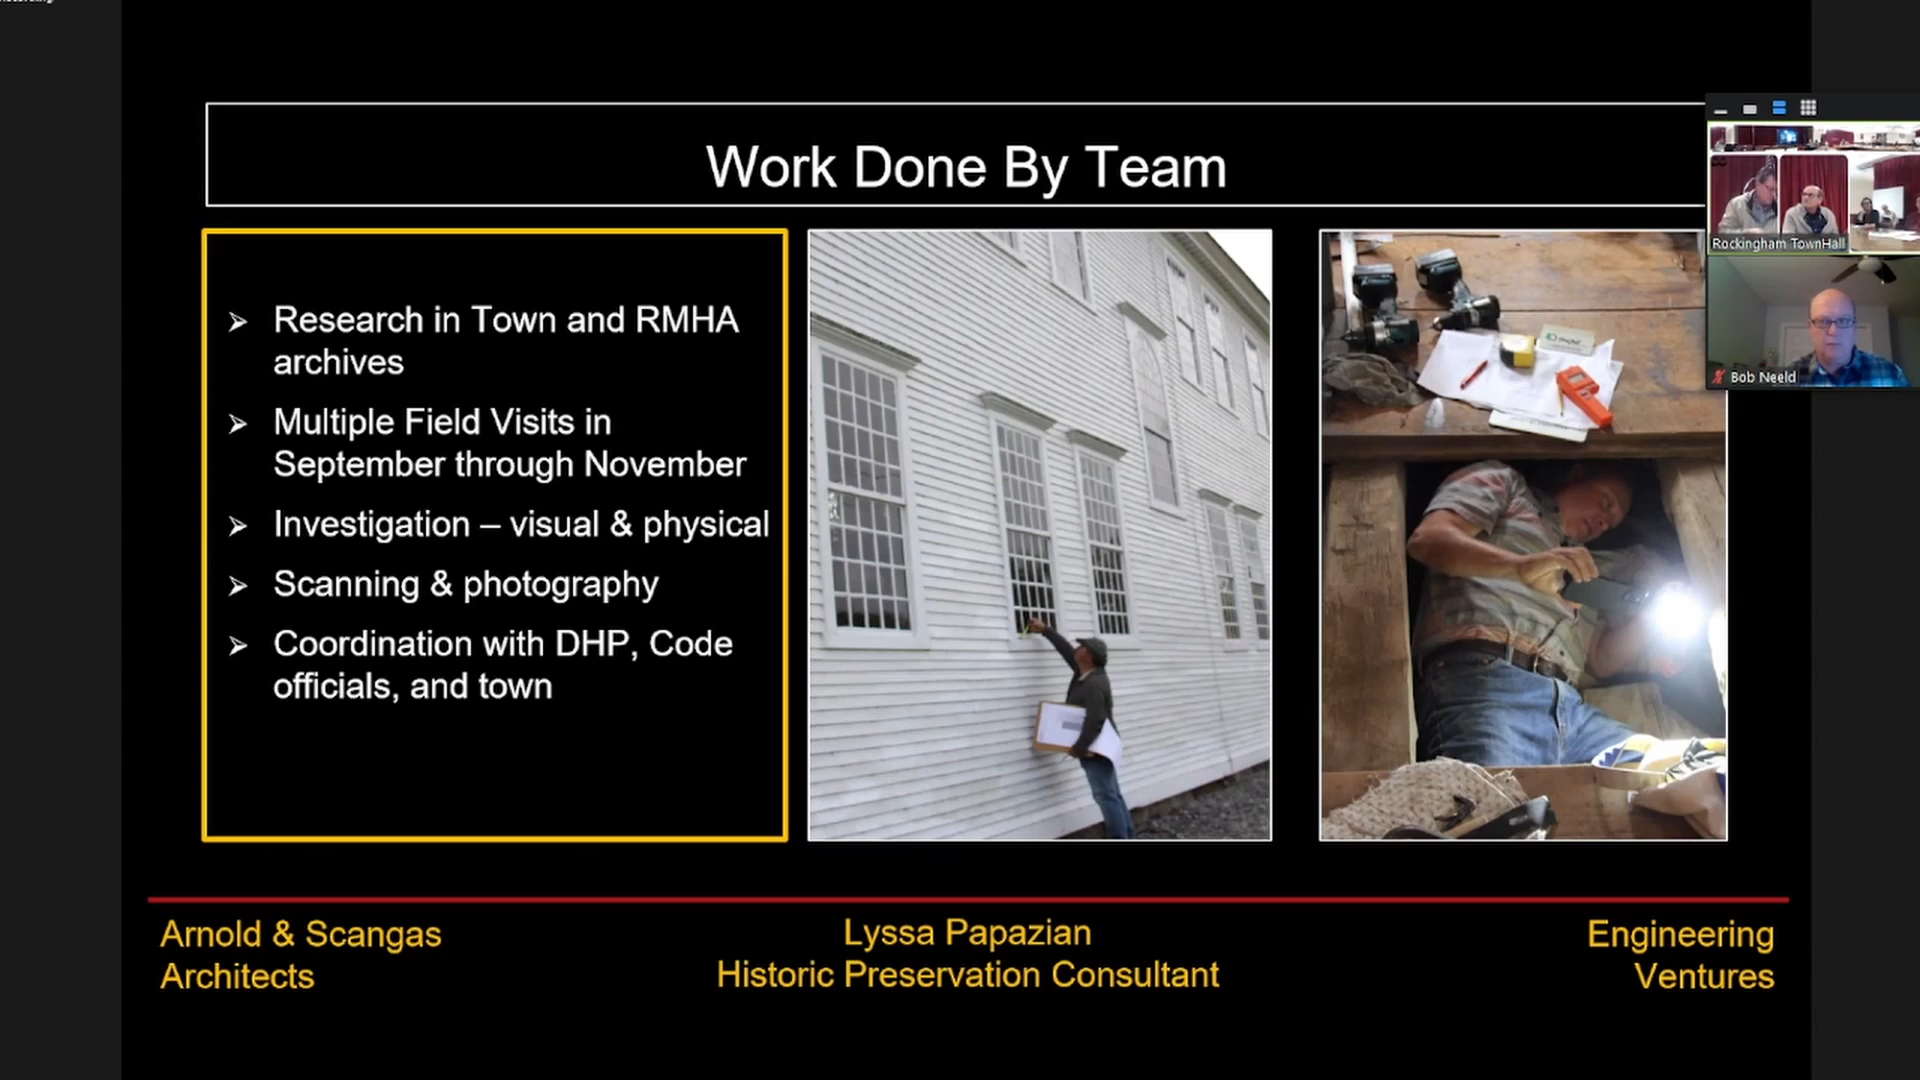 Work Done By Team
➢ Research in Town and RMHA
archives
➢ Multiple Field Visits in
September through November
➢ Investigation – visual & physical
➢ Scanning & photography
➢ Coordination with DHP, Code
officials, and town
Rockingham TownHall
Bob Neeld
Arnold & Scangas
Architects
Lyssa Papazian
Historic Preservation Consultant
Engineering
Ventures